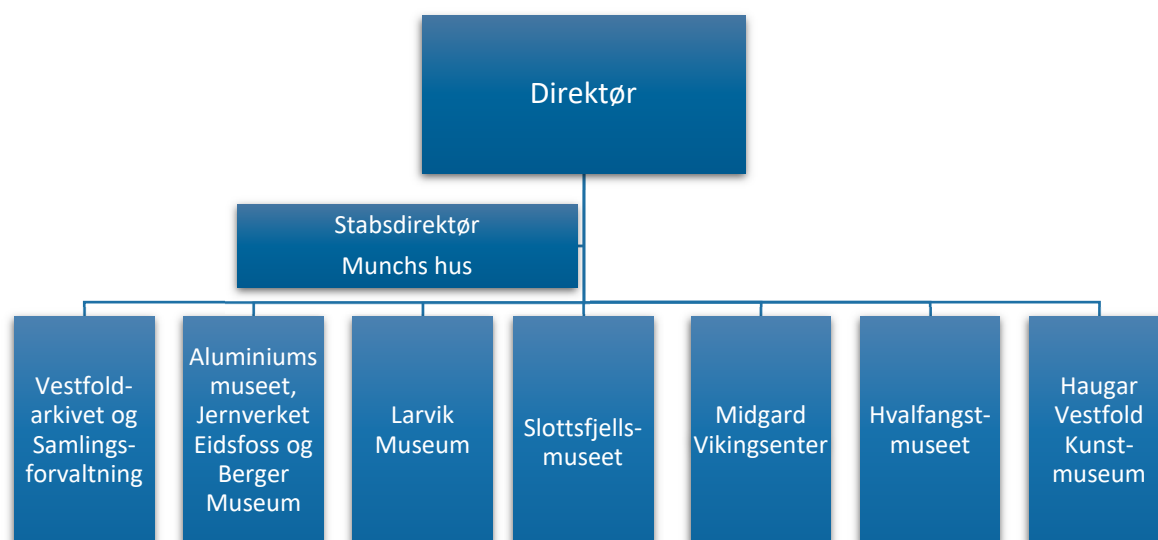 Direktør
Stabsdirektør
Munchs hus
Vestfold-
arkivet og
Samlings-
forvaltning
Aluminiums
museet,
Jernverket
Eidsfoss og
Berger
Museum
Larvik
Museum
Slottsfjells-
museet
Midgard
Vikingsenter
Hvalfangst-
museet
Haugar
Vestfold
Kunst-
museum